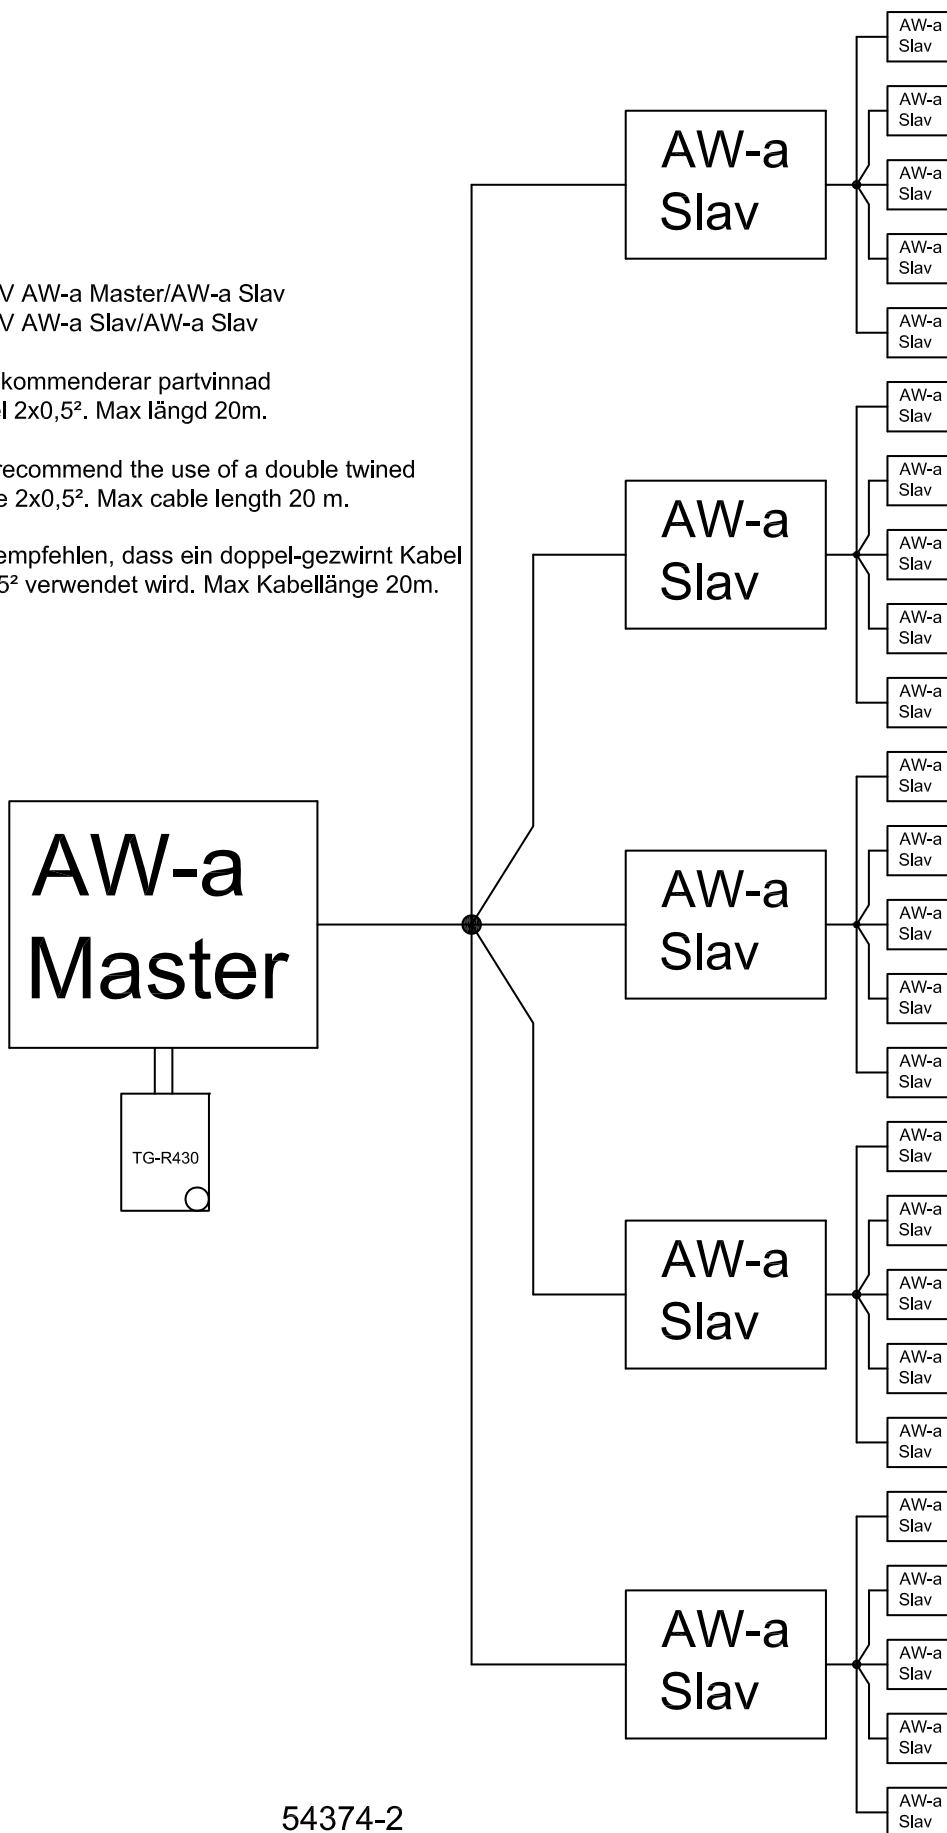 V AW-a Master/AW-a Slav
V AW-a Slav/AW-a Slav
kommenderar partvinnad
el 2x0,5². Max längd 20m.
recommend the use of a double twined
e 2x0,5². Max cable length 20 m.
empfehlen, dass ein doppel-gezwirnt Kabel
5² verwendet wird. Max Kabellänge 20m.
AW-a
Master
TG-R430
AW-a
Slav
AW-a
Slav
AW-a
Slav
AW-a
Slav
AW-a
Slav
AW-a
Slav
AW-a
Slav
AW-a
Slav
AW-a
Slav
AW-a
Slav
AW-a
Slav
AW-a
Slav
AW-a
Slav
AW-a
Slav
AW-a
Slav
AW-a
Slav
AW-a
Slav
AW-a
Slav
AW-a
Slav
AW-a
Slav
AW-a
Slav
AW-a
Slav
AW-a
Slav
AW-a
Slav
AW-a
Slav
AW-a
Slav
AW-a
Slav
AW-a
Slav
AW-a
Slav
AW-a
Slav
54374-2